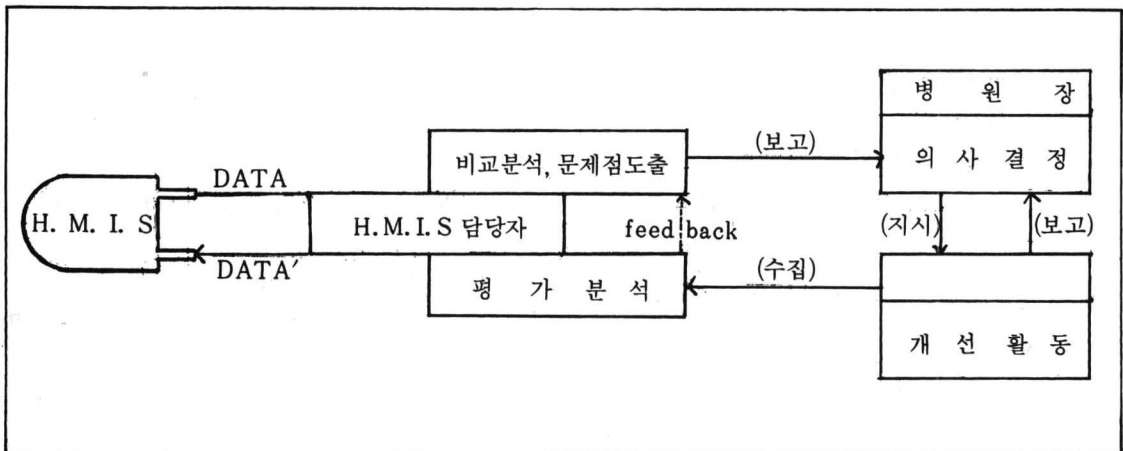 병 원 장
의 사 결 정
비교분석, 문제점도출
(보고)
DATA
H. M. I. S
H.M.I.S 담당자
feed back
(지시)
(보고)
DATA′
평 가 분 석
(수집)
개 선 활 동